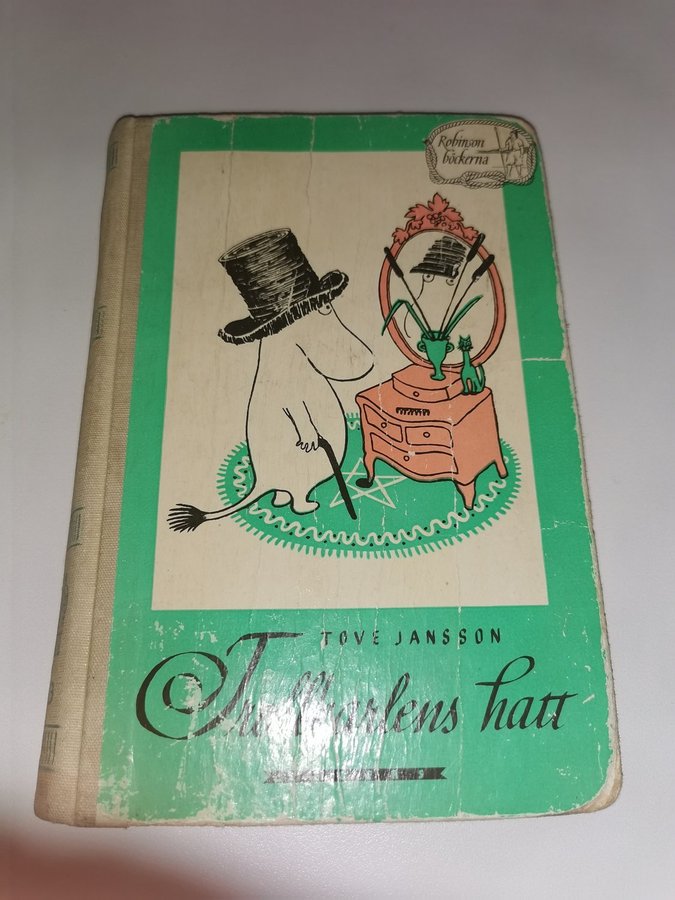 Robinson
böckerna
TOVE JANSSON
Trollkarlens hatt